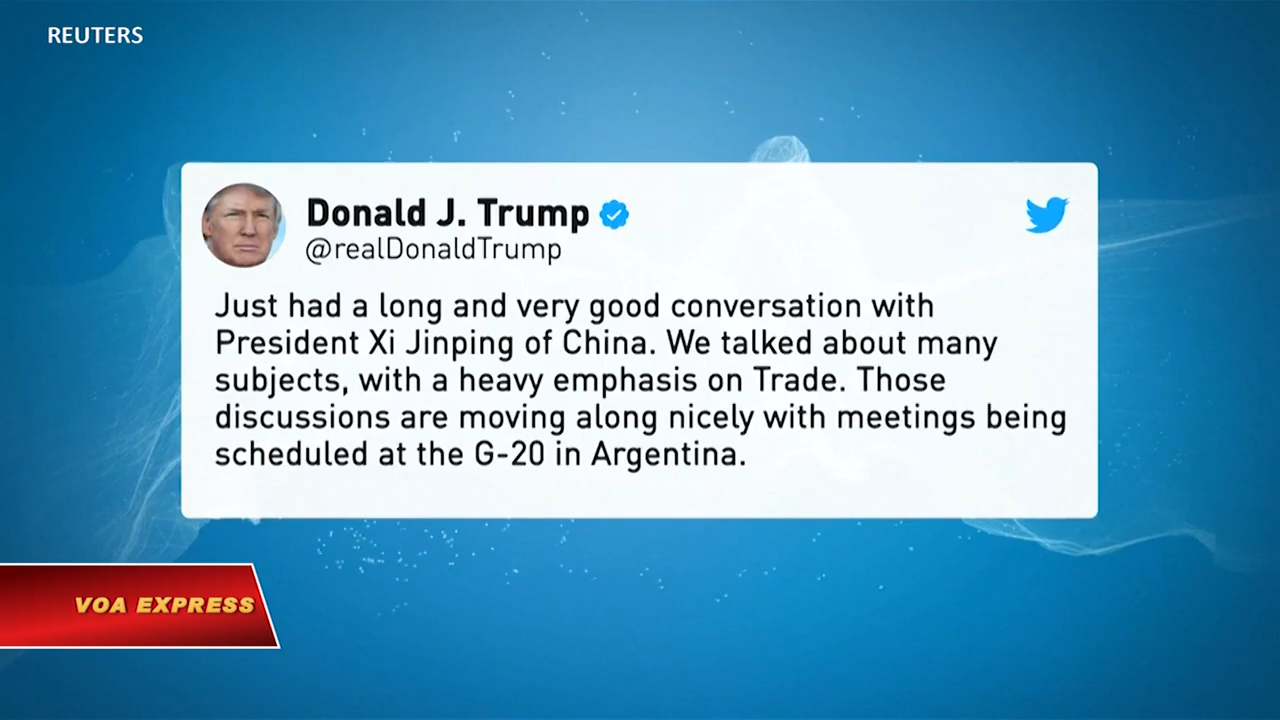 REUTERS
Donald J. Trump
@realDonaldTrump
Just had a long and very good conversation with
President Xi Jinping of China. We talked about many
subjects, with a heavy emphasis on Trade. Those
discussions are moving along nicely with meetings being
scheduled at the G-20 in Argentina.
VOA EXPRESS